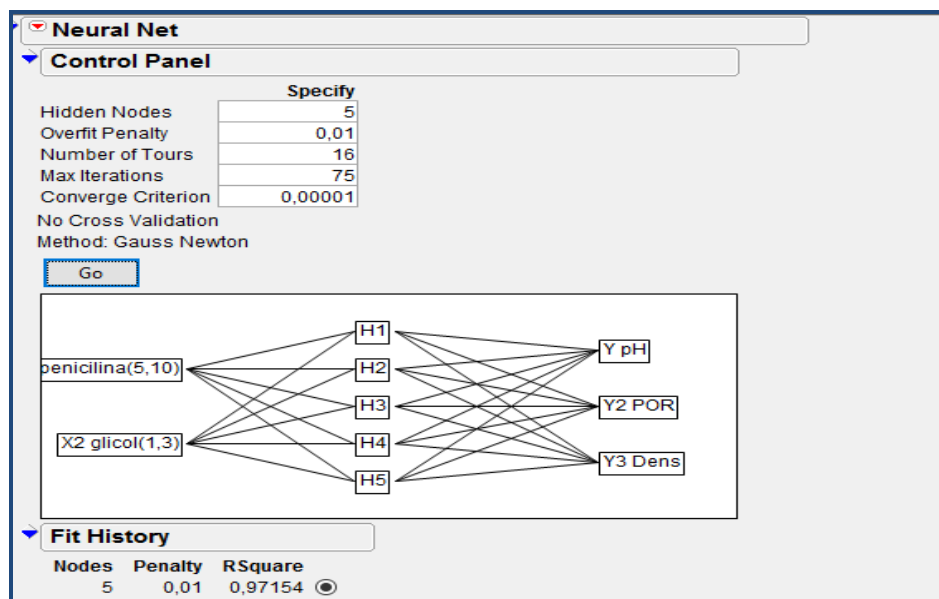 Neural Net
Control Panel
Specify
Hidden Nodes 5
Overfit Penalty 0,01
Number of Tours 16
Max Iterations 75
Converge Criterion 0,00001
No Cross Validation
Method: Gauss Newton
Go
H1
Y pH
penicilina(5,10) H2
H3 Y2 POR
X2 glicol(1,3) H4
Y3 Dens
H5
Fit History
Nodes Penalty RSquare
5 0,01 0,97154